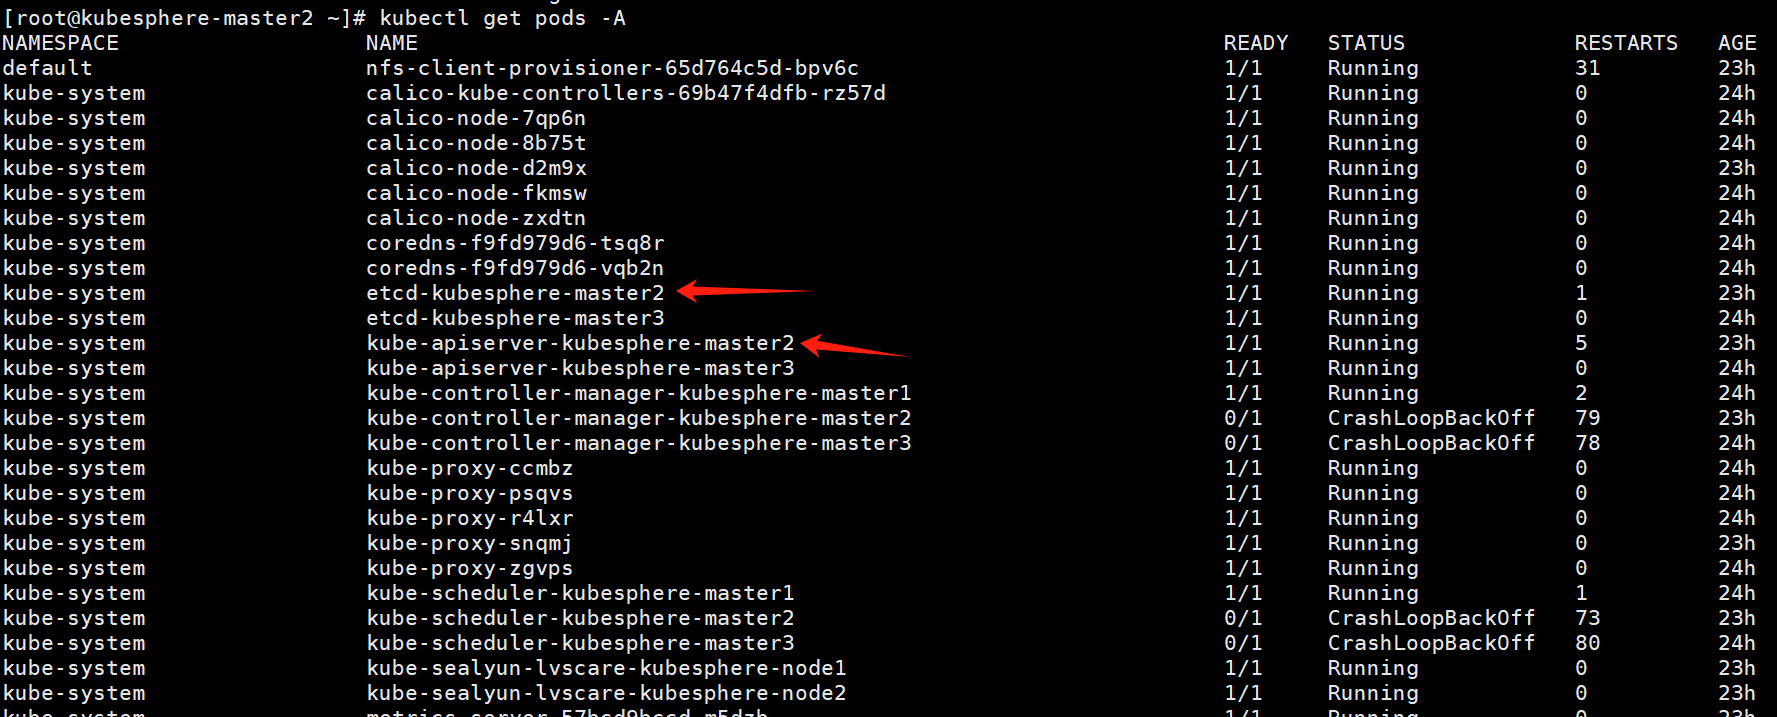 [root@kubesphere-master2 ~]# kubectl get pods -A
NAMESPACE NAME READY STATUS RESTARTS AGE
default nfs-client-provisioner-65d764c5d-bpv6c 1/1 Running 31 23h
kube-system calico-kube-controllers-69b47f4dfb-rz57d 1/1 Running 0 24h
kube-system calico-node-7qp6n 1/1 Running 0 24h
kube-system calico-node-8b75t 1/1 Running 0 24h
kube-system calico-node-d2m9x 1/1 Running 0 23h
kube-system calico-node-fkmsw 1/1 Running 0 24h
kube-system calico-node-zxdtn 1/1 Running 0 24h
kube-system coredns-f9fd979d6-tsq8r 1/1 Running 0 24h
kube-system coredns-f9fd979d6-vqb2n 1/1 Running 0 24h
kube-system etcd-kubesphere-master2 1/1 Running 1 23h
kube-system etcd-kubesphere-master3 1/1 Running 0 24h
kube-system kube-apiserver-kubesphere-master2 1/1 Running 5 23h
kube-system kube-apiserver-kubesphere-master3 1/1 Running 0 24h
kube-system kube-controller-manager-kubesphere-master1 1/1 Running 2 24h
kube-system kube-controller-manager-kubesphere-master2 0/1 CrashLoopBackOff 79 23h
kube-system kube-controller-manager-kubesphere-master3 0/1 CrashLoopBackOff 78 24h
kube-system kube-proxy-ccmbz 1/1 Running 0 24h
kube-system kube-proxy-psqvs 1/1 Running 0 24h
kube-system kube-proxy-r4lxr 1/1 Running 0 24h
kube-system kube-proxy-snqmj 1/1 Running 0 23h
kube-system kube-proxy-zgvps 1/1 Running 0 24h
kube-system kube-scheduler-kubesphere-master1 1/1 Running 1 24h
kube-system kube-scheduler-kubesphere-master2 0/1 CrashLoopBackOff 73 23h
kube-system kube-scheduler-kubesphere-master3 0/1 CrashLoopBackOff 80 24h
kube-system kube-sealyun-lvscare-kubesphere-node1 1/1 Running 0 23h
kube-system kube-sealyun-lvscare-kubesphere-node2 1/1 Running 0 24h
kube-system 1/1 Running 0 23h